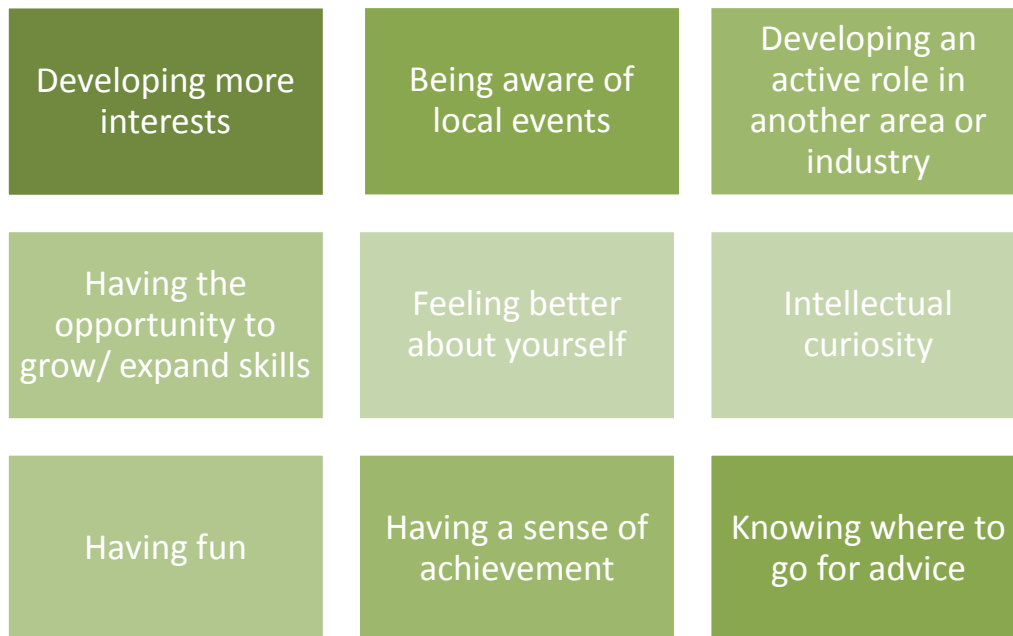 Developing more
interests
Being aware of
local events
Developing an
active role in
another area or
industry
Having the
opportunity to
grow/ expand skills
Feeling better
about yourself
Intellectual
curiosity
Having fun
Having a sense of
achievement
Knowing where to
go for advice